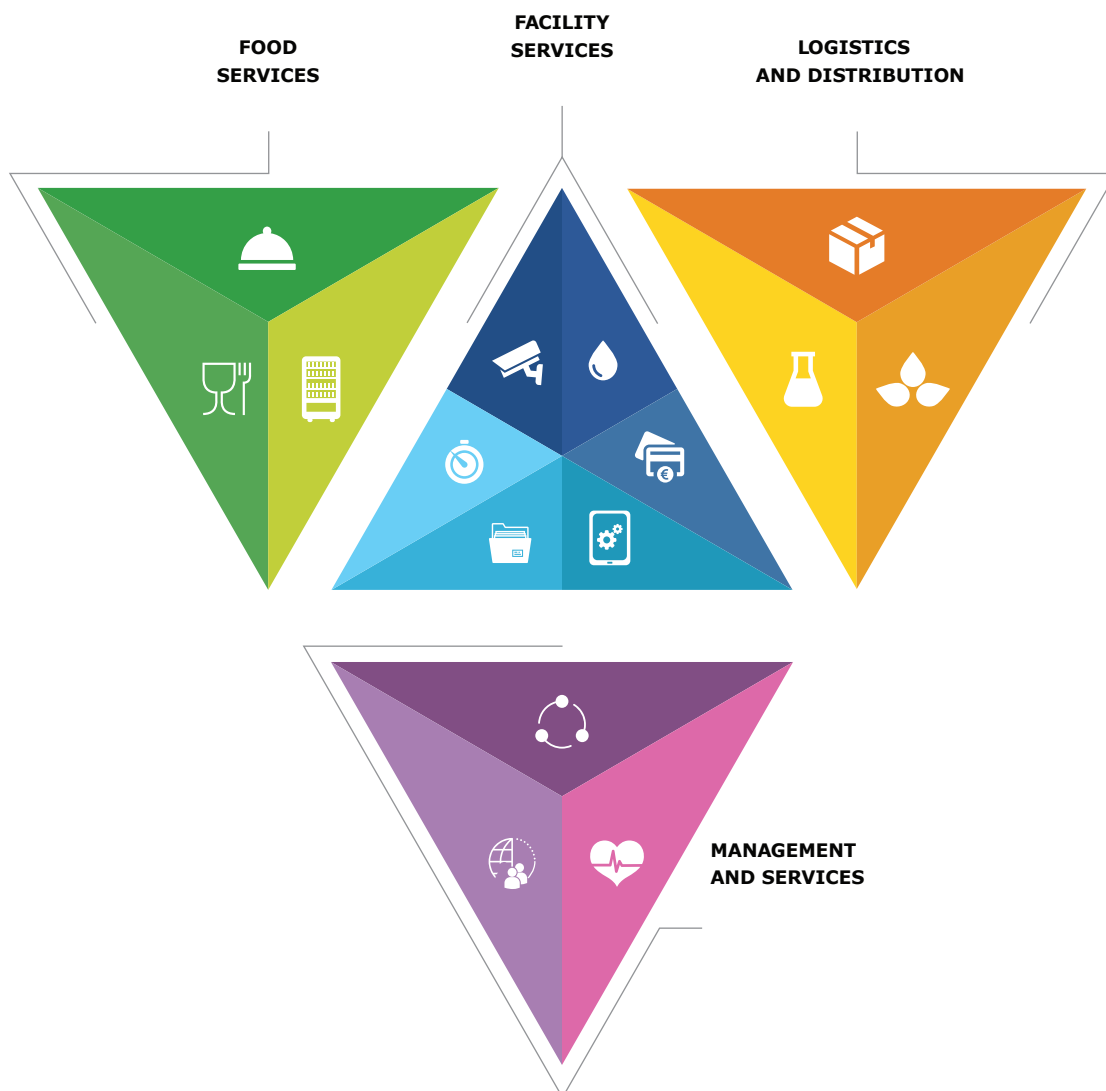 FOOD
SERVICES
FACILITY
SERVICES
LOGISTICS
AND DISTRIBUTION
€
MANAGEMENT
AND SERVICES